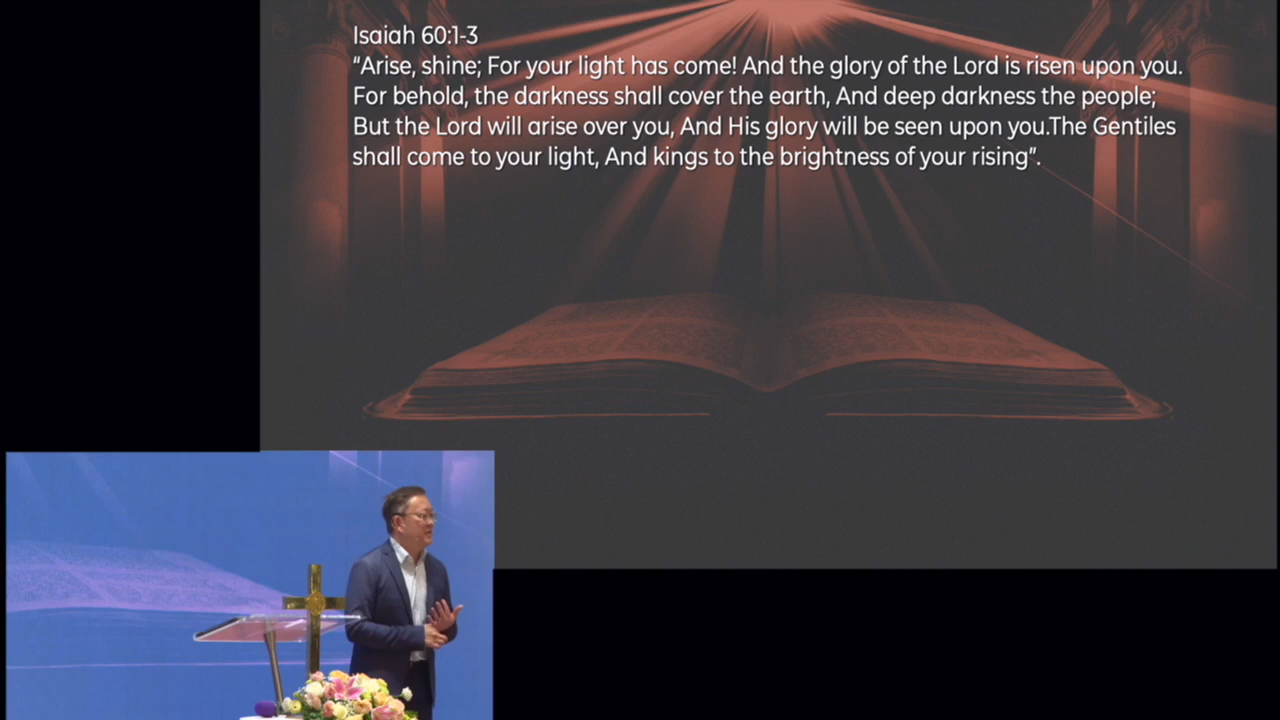 Isaiah 60:1-3
“Arise, shine; For your light has come! And the glory of the Lord is risen upon you.
For behold, the darkness shall cover the earth, And deep darkness the people;
But the Lord will arise over you, And His glory will be seen upon you.The Gentiles
shall come to your light, And kings to the brightness of your rising”.